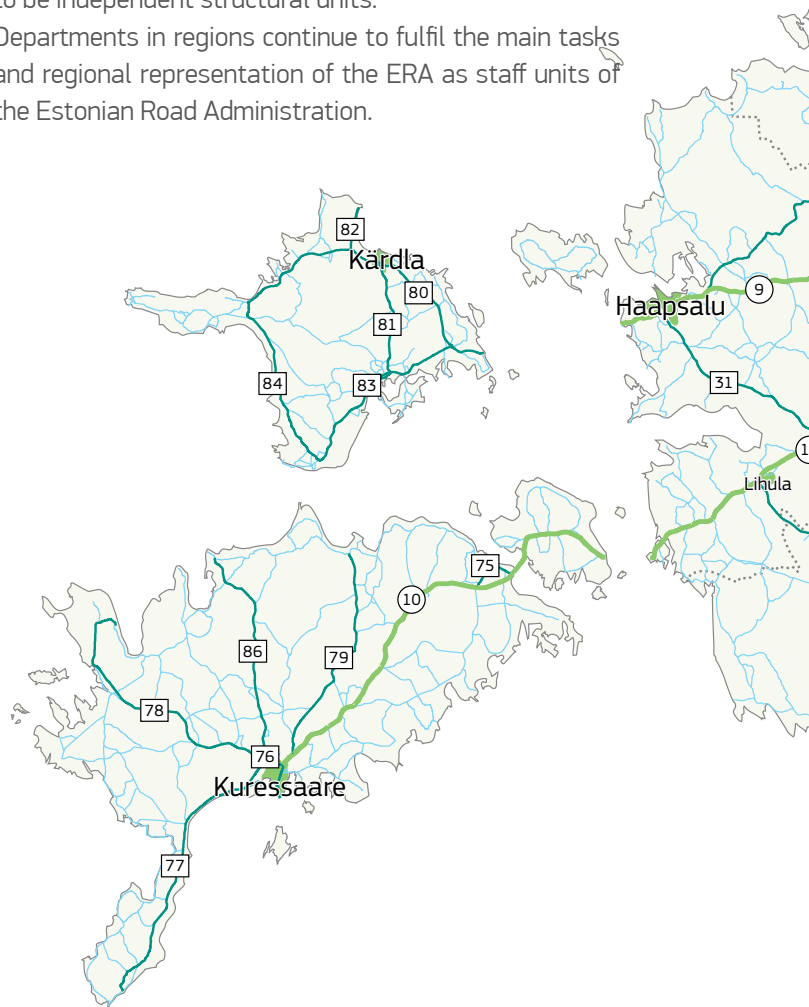 to be independent structural units.
Departments in regions continue to fulfil the main tasks
and regional representation of the ERA as staff units of
the Estonian Road Administration.
82
Kärdla
80
9
Haapsalu
81
84
83
31
Lihula
75
10
86
79
78
76
Kuressaare
77